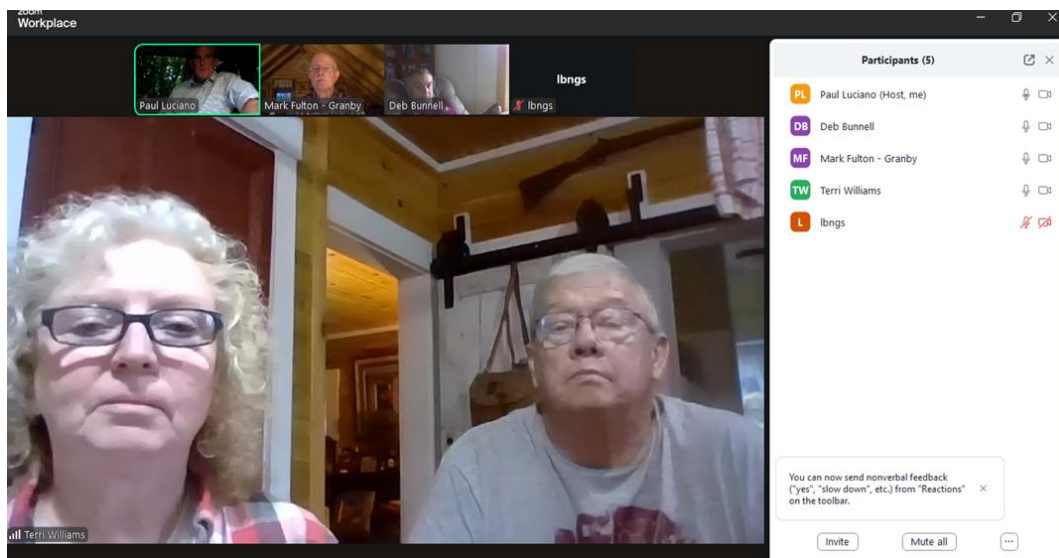 zoom
Workplace
Paul Luciano
Mark Fulton - Granby
Deb Bunnell
lbngs
lbngs
Terri Williams
Participants (5)
PL Paul Luciano (Host, me)
DB Deb Bunnell
MF Mark Fulton - Granby
TW Terri Williams
L lbngs
You can now send nonverbal feedback
("yes", "slow down", etc.) from "Reactions"
on the toolbar.
Invite
Mute all